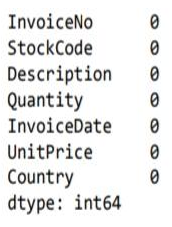 InvoiceNo 0
StockCode 0
Description 0
Quantity 0
InvoiceDate 0
UnitPrice 0
Country 0
dtype: int64